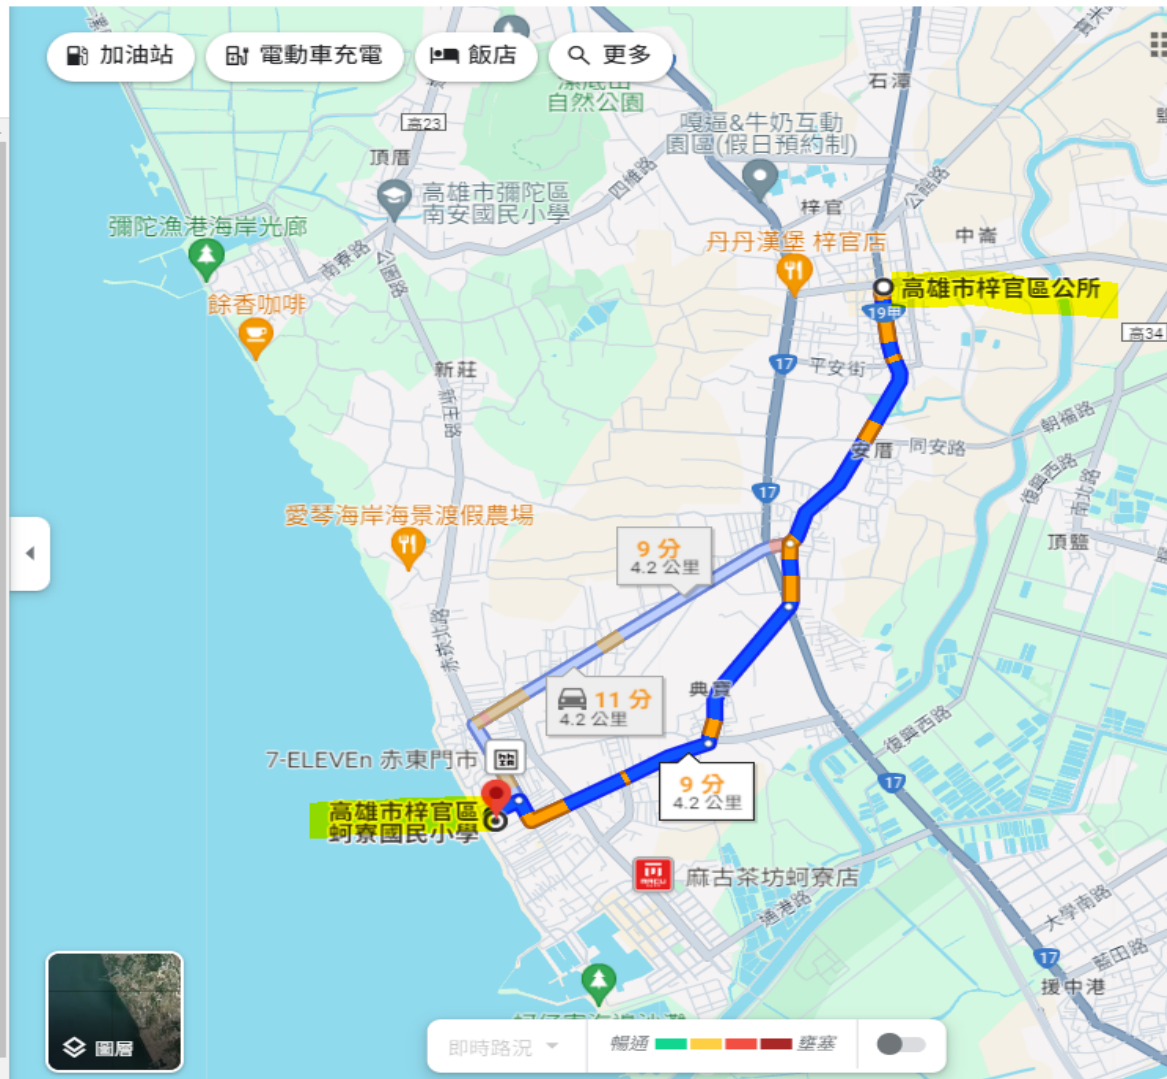 加油站
電動車充電
飯店
更多
石潭
自然公園
高23
頂厝
嘎逼&牛奶互動
園區(假日預約制)
四維路
公館路
高雄市彌陀區
南安國民小學
梓官
彌陀漁港海岸光廊
南寮路
公園路
中崙
丹丹漢堡 梓官店
高雄市梓官區公所
餘香咖啡
19甲
高34
17
平安街
新莊
朝福路
安厝
同安路
復興西路
南北路
17
愛琴海岸海景渡假農場
頂鹽
9 分
4.2 公里
赤崁北路
典寶
11 分
4.2 公里
復興西路
7-ELEVEn 赤東門市
17
9 分
4.2 公里
高雄市梓官區
蚵寮國民小學
麻古茶坊蚵寮店
通港路
大學南路
藍田路
17
援中港
圖層
即時路況
暢通
壅塞